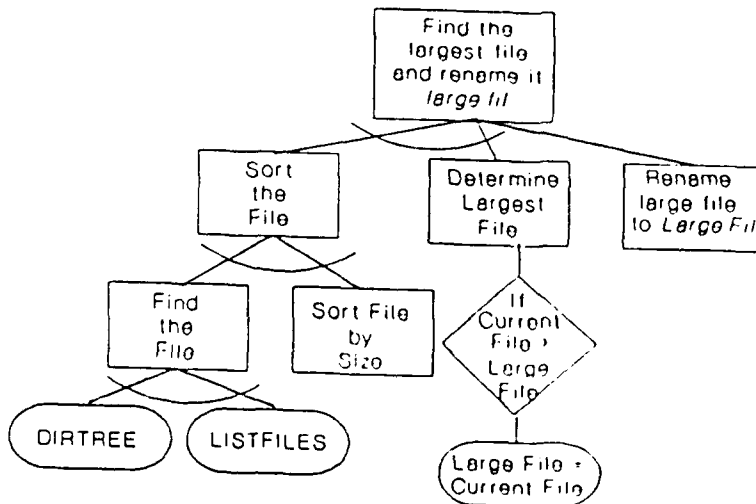 Find the
largest file
and rename it
large fil
Sort
the
File
Determine
Largest
File
Rename
large file
to Large Fil
Find
the
File
Sort File
by
Size
If
Current
File >
Large
File
DIRTREE
LISTFILES
Large File =
Current File